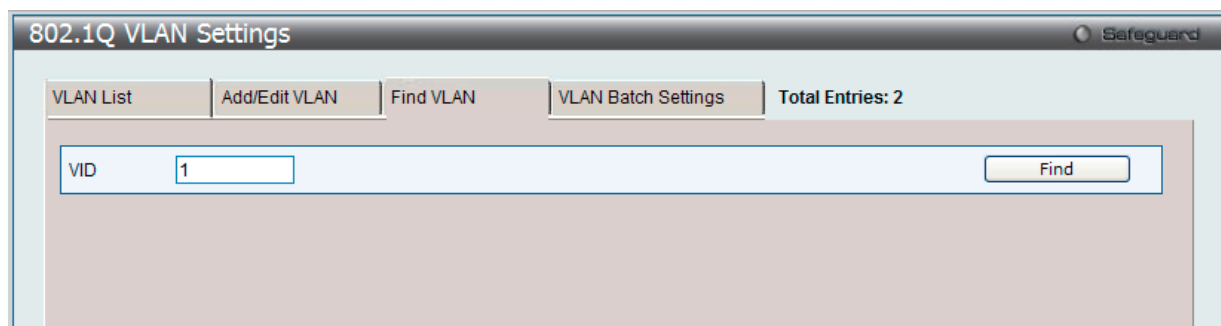 802.1Q VLAN Settings Safeguard
VLAN List Add/Edit VLAN Find VLAN VLAN Batch Settings Total Entries: 2
VID 1 Find